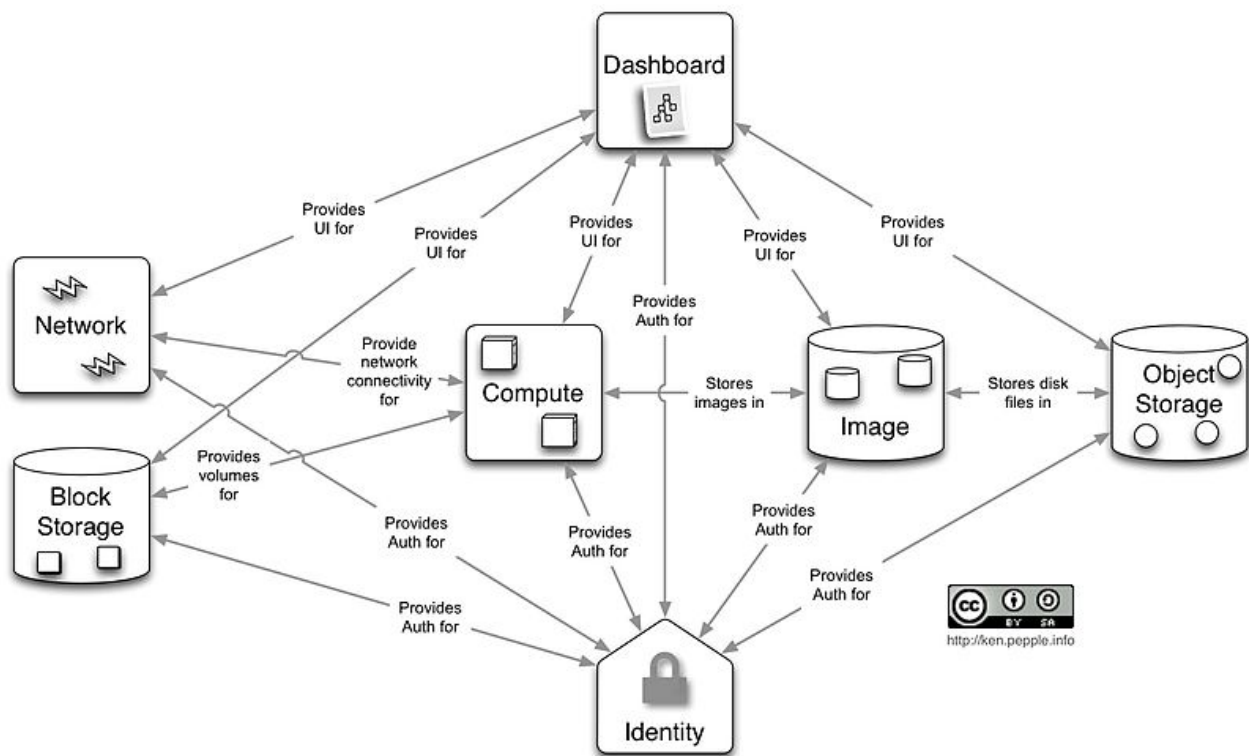 Dashboard
Provides
UI for
Provides
UI for
Provides
UI for
Provides
UI for
Provides
UI for
Provides
Auth for
Network
Provide
network
connectivity
for
Compute
Stores
images in
Image
Stores disk
files in
Object
Storage
Block
Storage
Provides
volumes
for
Provides
Auth for
Provides
Auth for
Provides
Auth for
Provides
Auth for
Provides
Auth for
Identity
cc
BY SA
http://ken.pepple.info